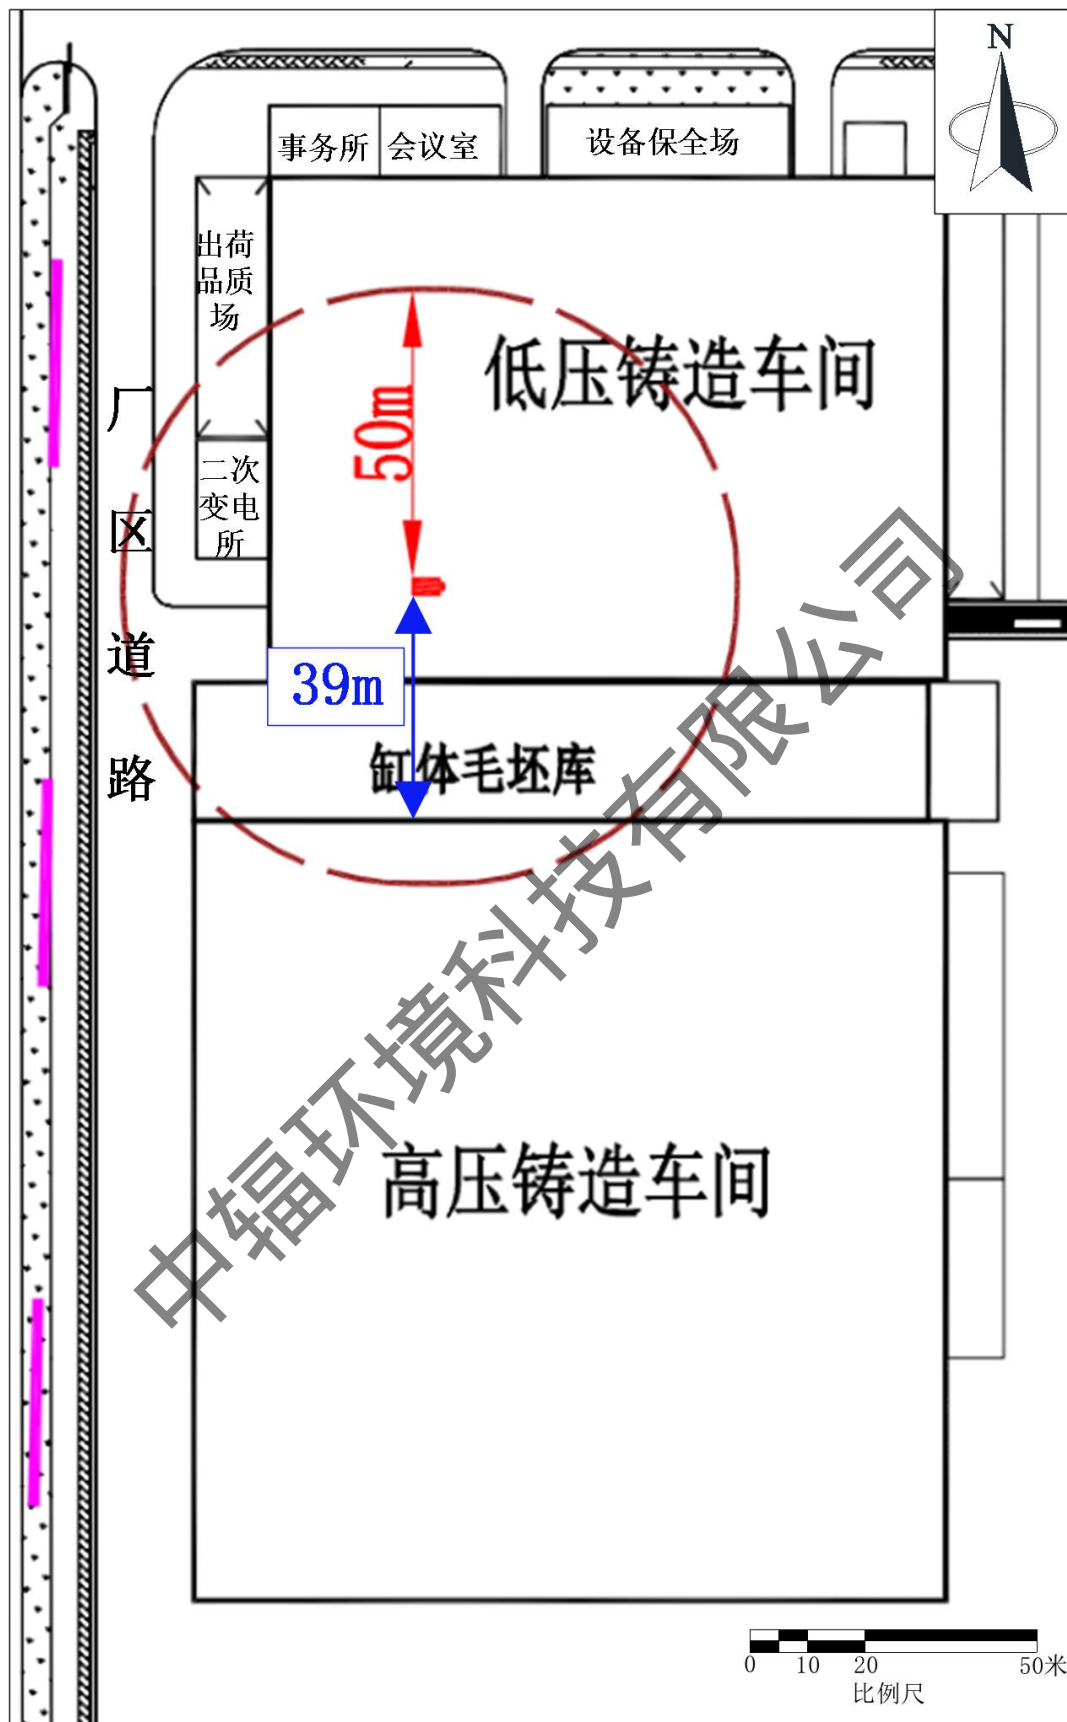 N
事务所
会议室
设备保全场
出荷
品质
场
低压铸造车间
50m
二次
变电
所
厂
区
道
路
39m
缸体毛坯库
高压铸造车间
中辐环境科技有限公司
0 10 20 50米
比例尺